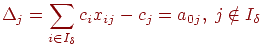 Δ_j = ∑_{i∈I_δ} c_i x_{ij} − c_j = a_{0j}, j ∉ I_δ